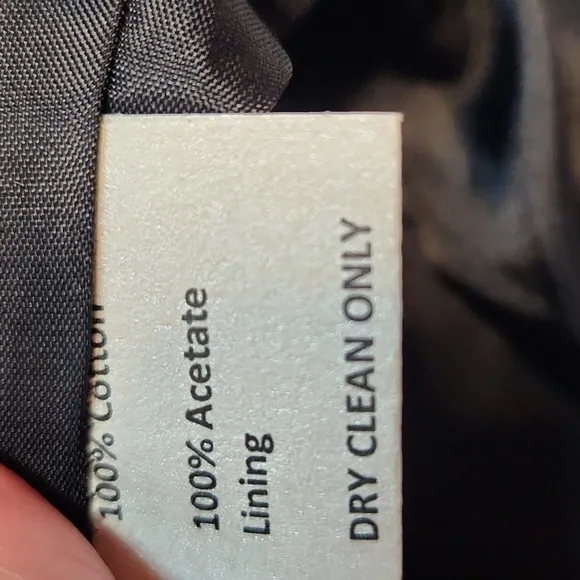 100% Cotton
100% Acetate
Lining
DRY CLEAN ONLY